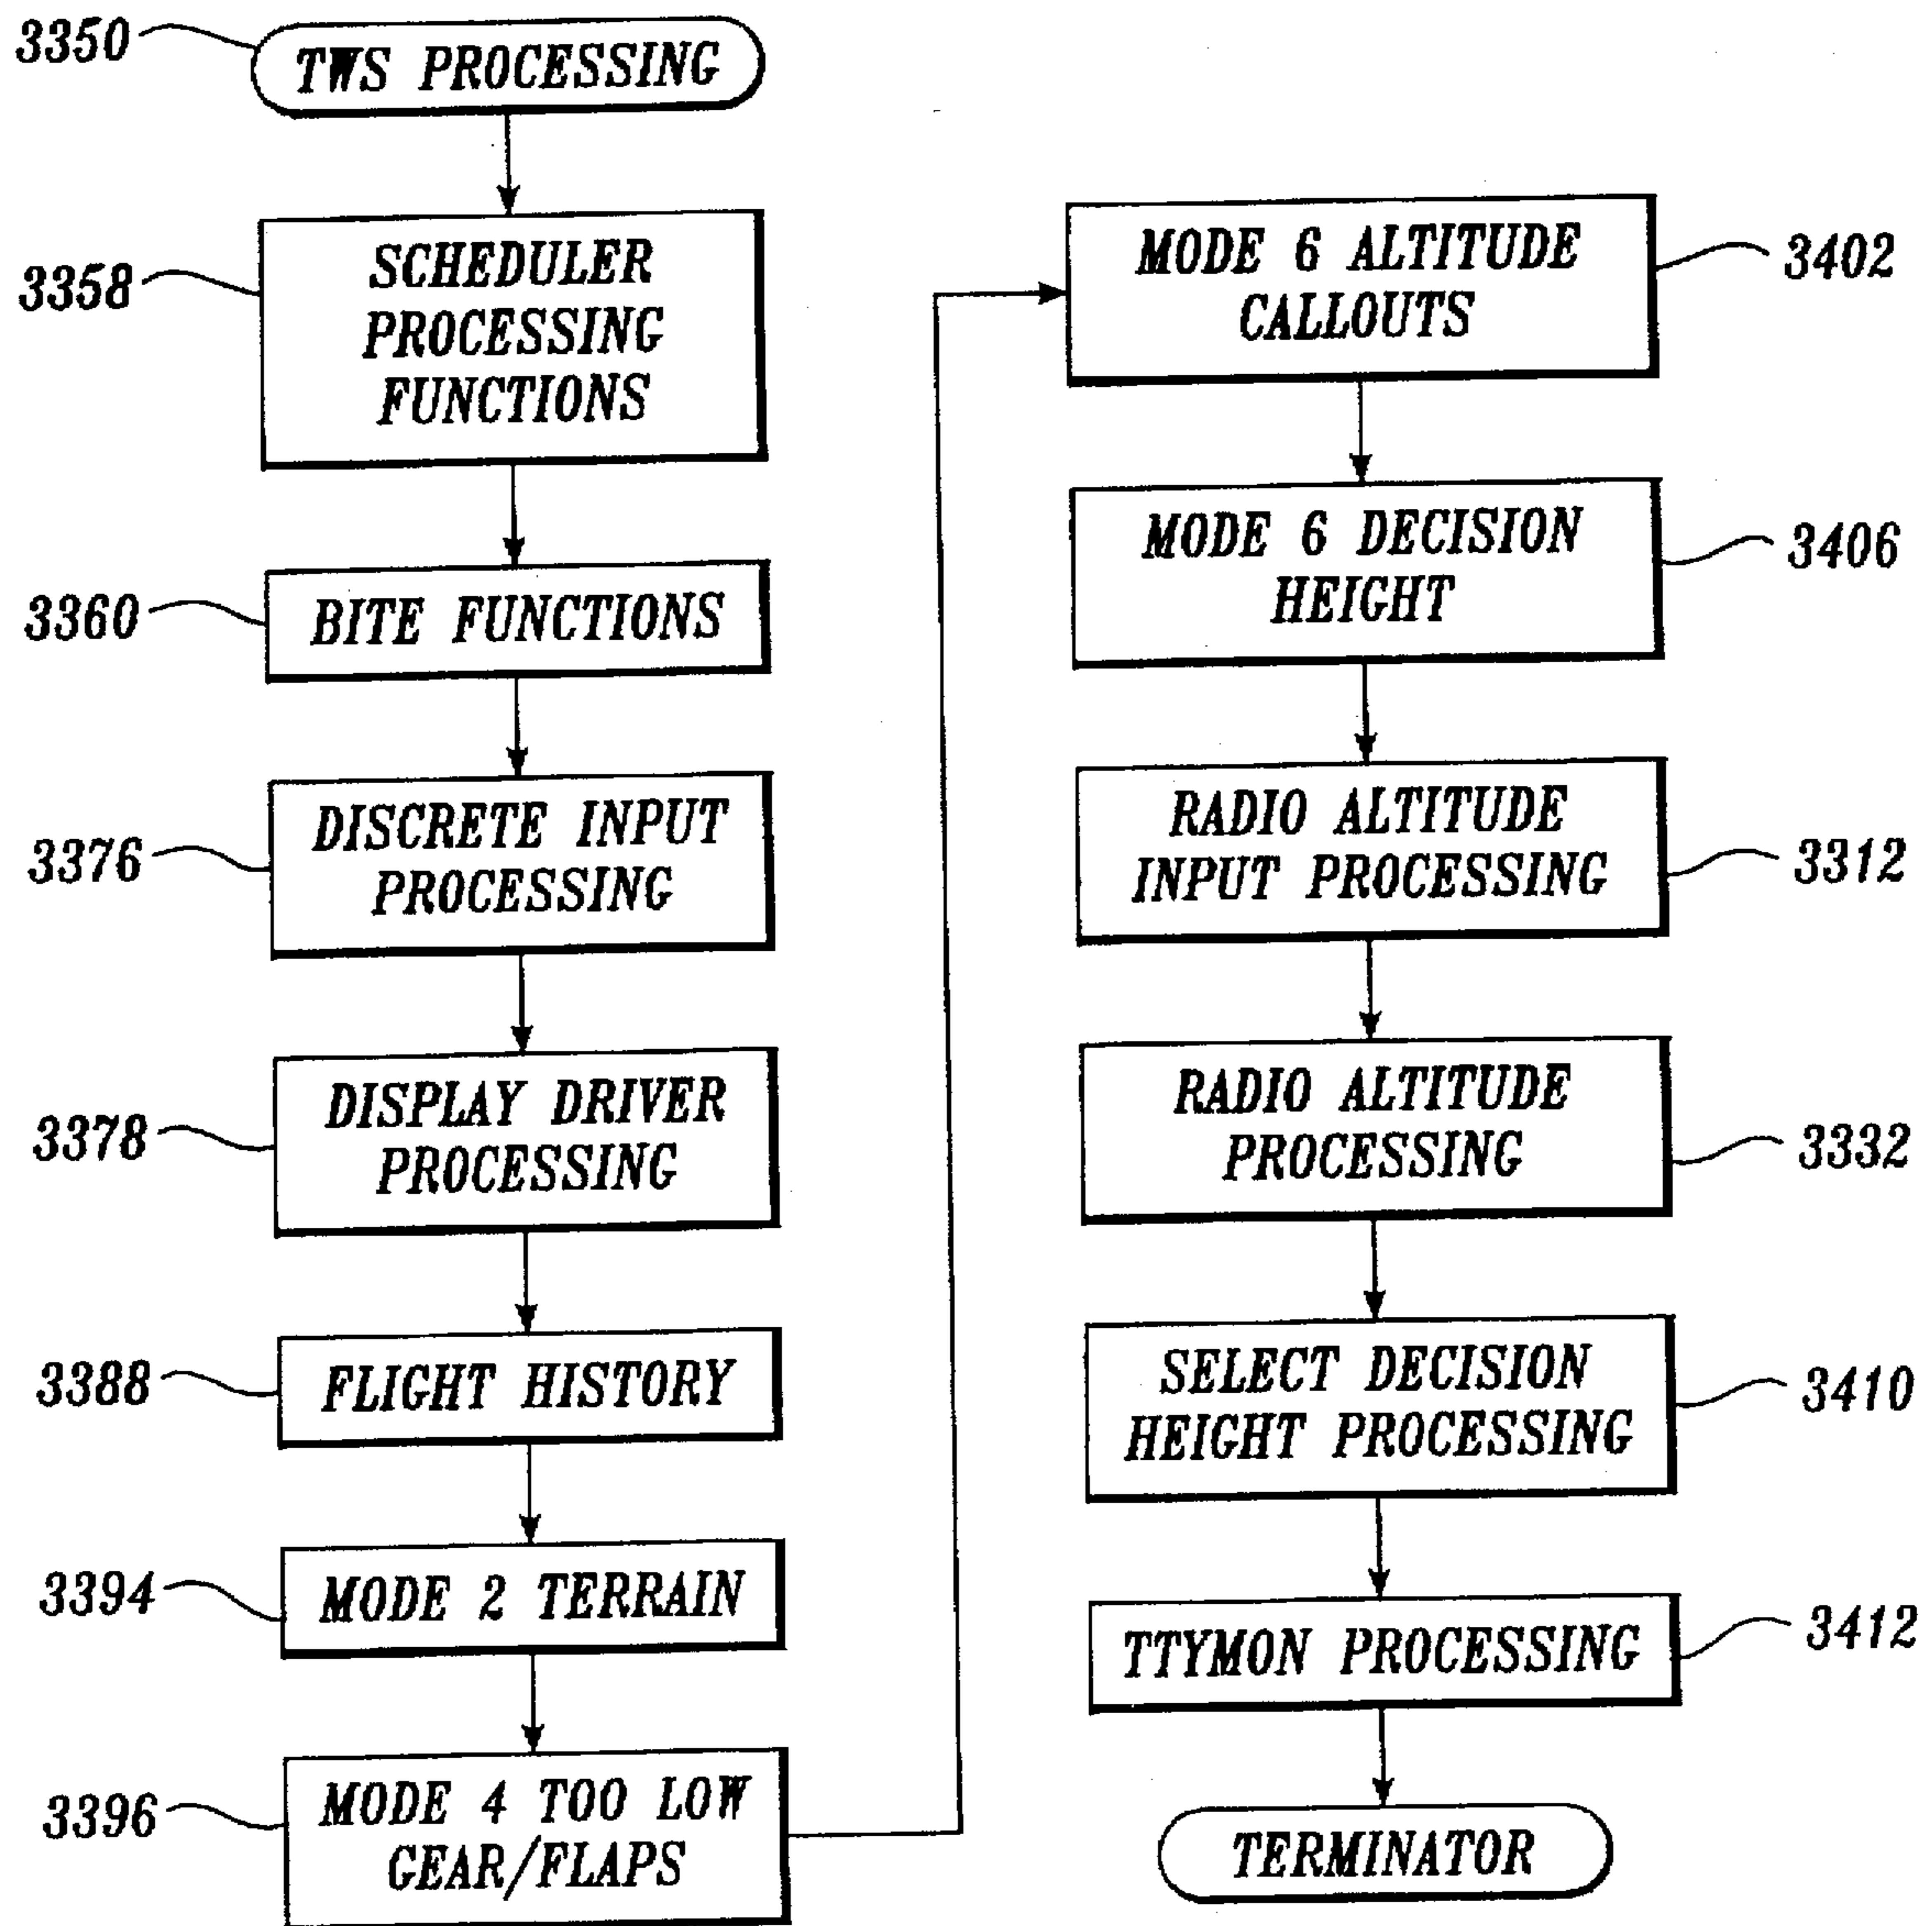 3350
TWS PROCESSING
3358
SCHEDULER
PROCESSING
FUNCTIONS
3360
BITE FUNCTIONS
3376
DISCRETE INPUT
PROCESSING
3378
DISPLAY DRIVER
PROCESSING
3388
FLIGHT HISTORY
3394
MODE 2 TERRAIN
3396
MODE 4 TOO LOW
GEAR/FLAPS
MODE 6 ALTITUDE
CALLOUTS
3402
MODE 6 DECISION
HEIGHT
3406
RADIO ALTITUDE
INPUT PROCESSING
3312
RADIO ALTITUDE
PROCESSING
3332
SELECT DECISION
HEIGHT PROCESSING
3410
TTYMON PROCESSING
3412
TERMINATOR